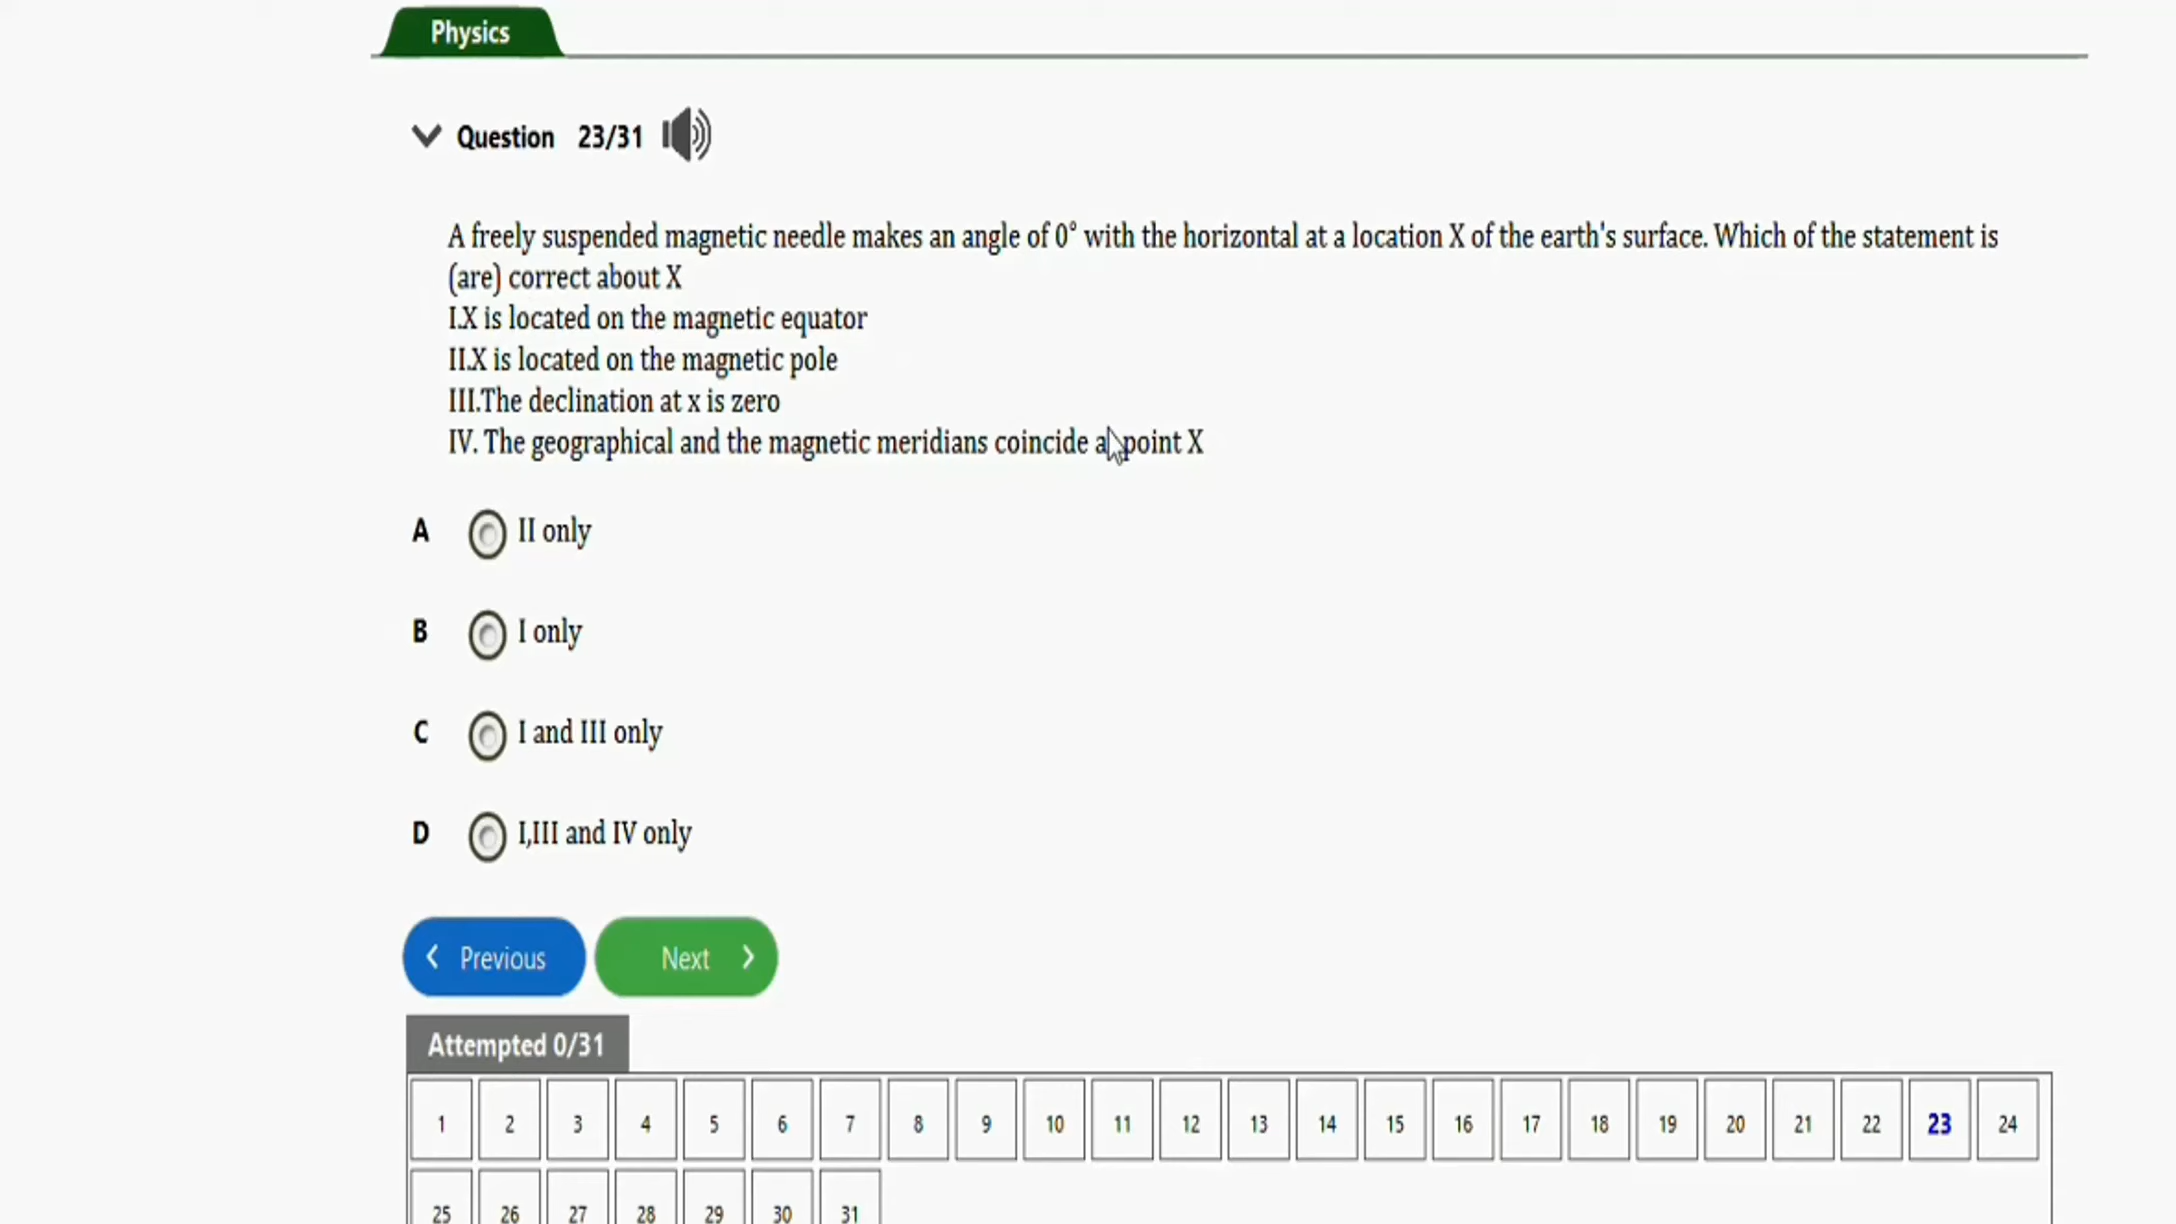 Physics
Question 23/31
A freely suspended magnetic needle makes an angle of 0° with the horizontal at a location X of the earth's surface. Which of the statement is
(are) correct about X
I.X is located on the magnetic equator
II.X is located on the magnetic pole
III.The declination at x is zero
IV. The geographical and the magnetic meridians coincide a point X
A II only
B I only
C I and III only
D I,III and IV only
Previous Next
Attempted 0/31
1 2 3 4 5 6 7 8 9 10 11 12 13 14 15 16 17 18 19 20 21 22 23 24
25 26 27 28 29 30 31